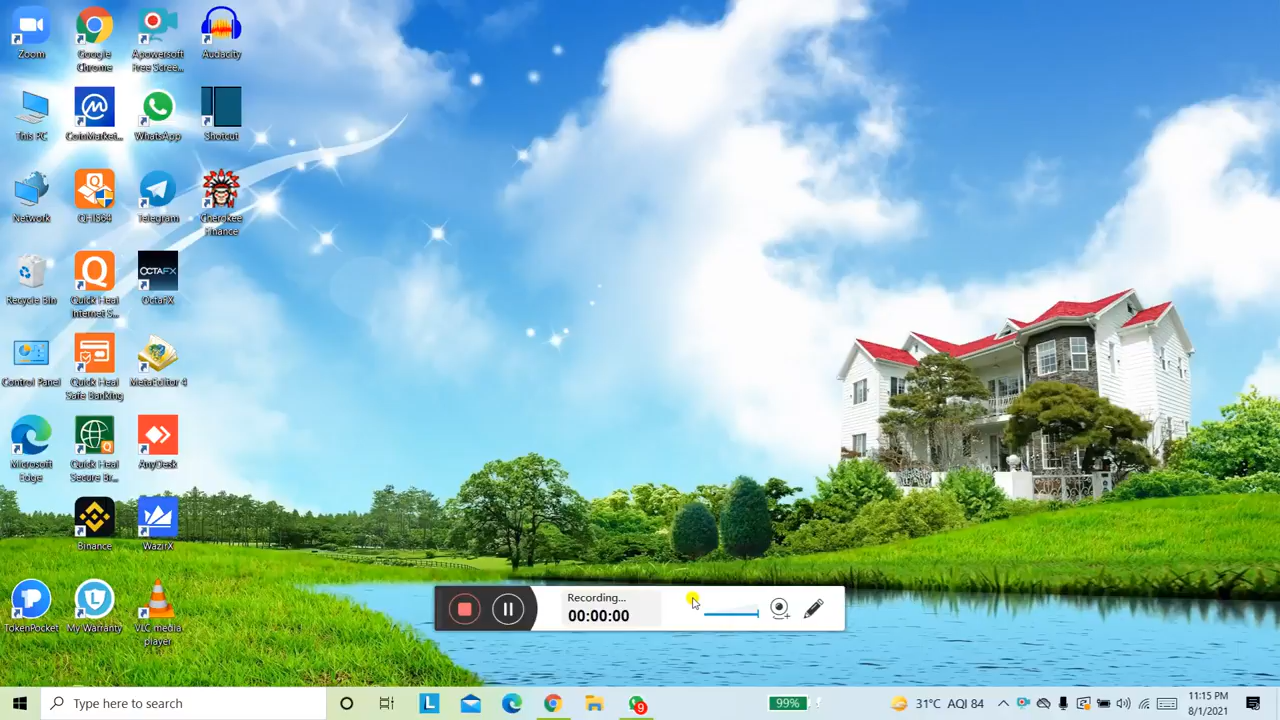 Zoom
Google
Chrome
Apowersoft
Free Scree...
Audacity
This PC
CoinMarket...
WhatsApp
Shotcut
Network
QHIS64
Telegram
Cherokee
Finance
Recycle Bin
Quick Heal
Internet S...
OCTAFX
OctaFX
Control Panel
Quick Heal
Safe Banking
MetaEditor 4
Microsoft
Edge
Quick Heal
Secure Br...
AnyDesk
Binance
WazirX
TokenPocket
My Warranty
VLC media
player
Recording...
00:00:00
Type here to search
L
9
99%
31°C AQI 84
11:15 PM
8/1/2021